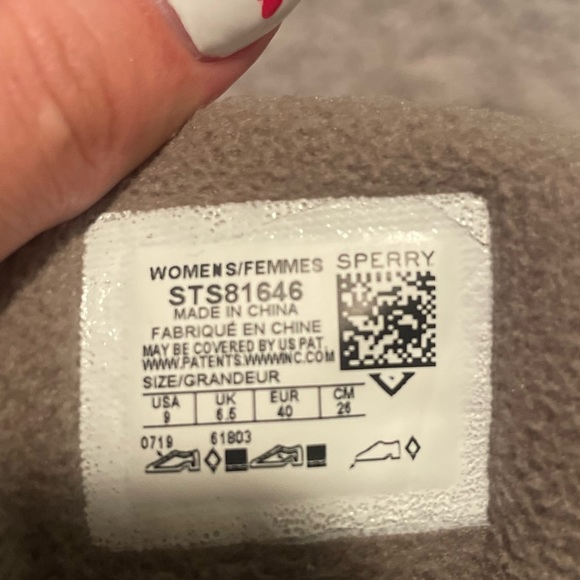 WOMENS/FEMMES SPERRY
STS81646
MADE IN CHINA
FABRIQUÉ EN CHINE
MAY BE COVERED BY US PAT.
WWW.PATENTS.WWWINC.COM
SIZE/GRANDEUR
USA UK EUR CM
9 6.5 40 26
0719 61803